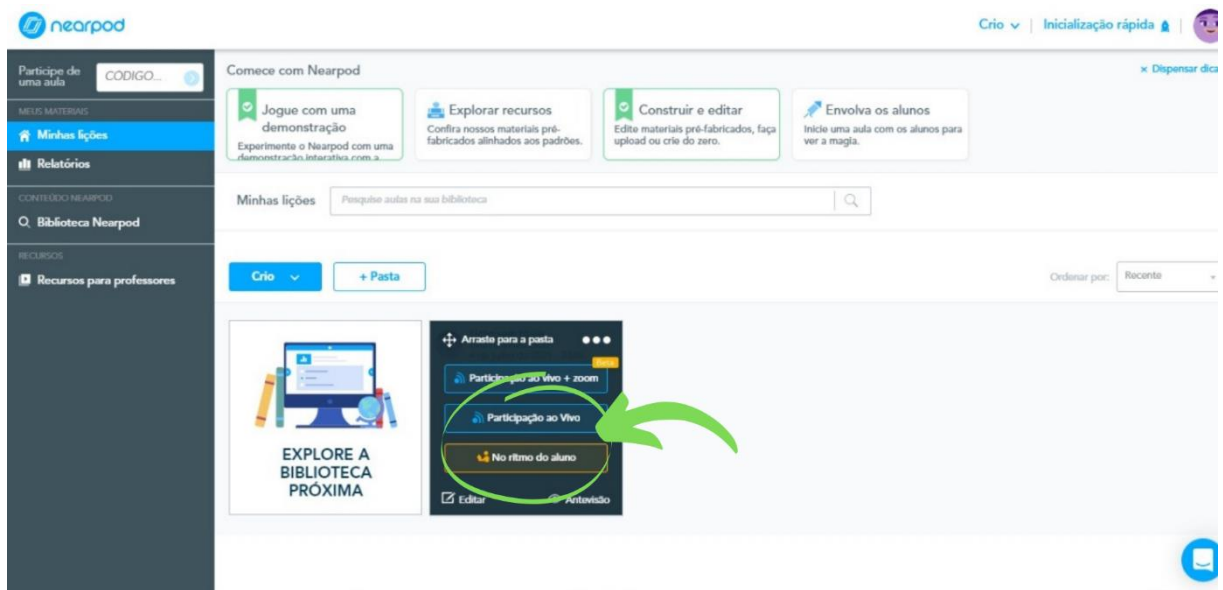 nearpod
Crio
Inicialização rápida
Participe de
uma aula
CODIGO...
MEUS MATERIAIS
Minhas lições
Relatórios
CONTEÚDO NEARPOD
Biblioteca Nearpod
RECURSOS
Recursos para professores
Comece com Nearpod
× Dispensar dica
Jogue com uma
demonstração
Experimente o Nearpod com uma
demonstração interativa com a
Explorar recursos
Confira nossos materiais pré-
fabricados alinhados aos padrões.
Construir e editar
Edite materiais pré-fabricados, faça
upload ou crie do zero.
Envolva os alunos
Inicie uma aula com os alunos para
ver a magia.
Minhas lições
Pesquise aulas na sua biblioteca
Crio
+ Pasta
Ordenar por:
Recente
EXPLORE A
BIBLIOTECA
PRÓXIMA
Arraste para a pasta
Beta
Participação ao vivo + zoom
Participação ao Vivo
No ritmo do aluno
Editar
Antevisão